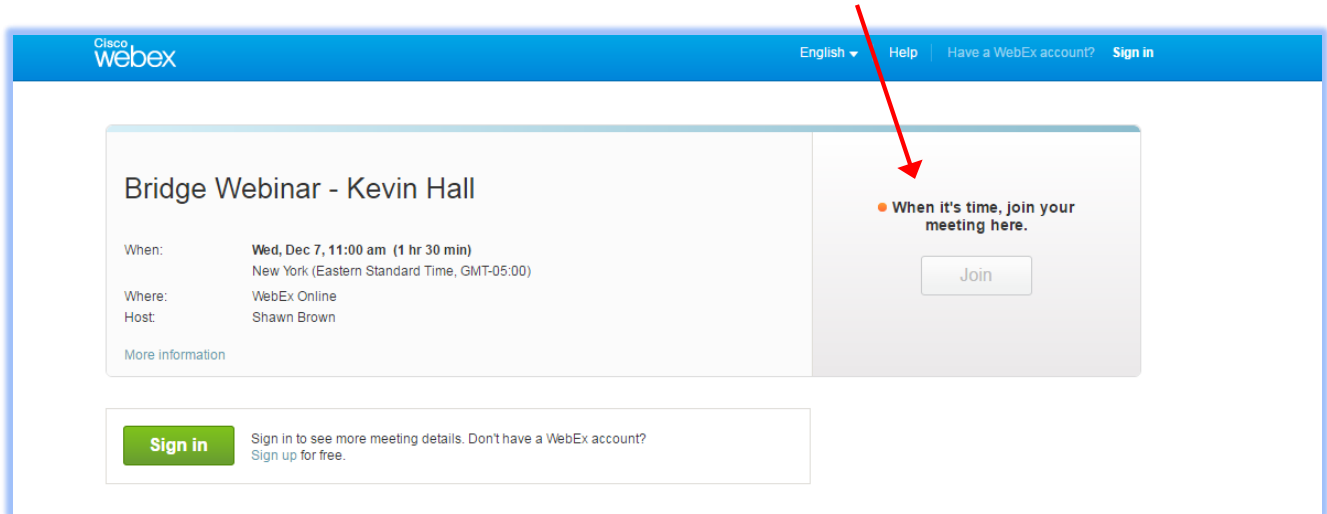 Cisco
webex
English Help Have a WebEx account? Sign in
Bridge Webinar - Kevin Hall
When: Wed, Dec 7, 11:00 am (1 hr 30 min)
New York (Eastern Standard Time, GMT-05:00)
Where: WebEx Online
Host: Shawn Brown
More information
When it's time, join your
meeting here.
Join
Sign in
Sign in to see more meeting details. Don't have a WebEx account?
Sign up for free.